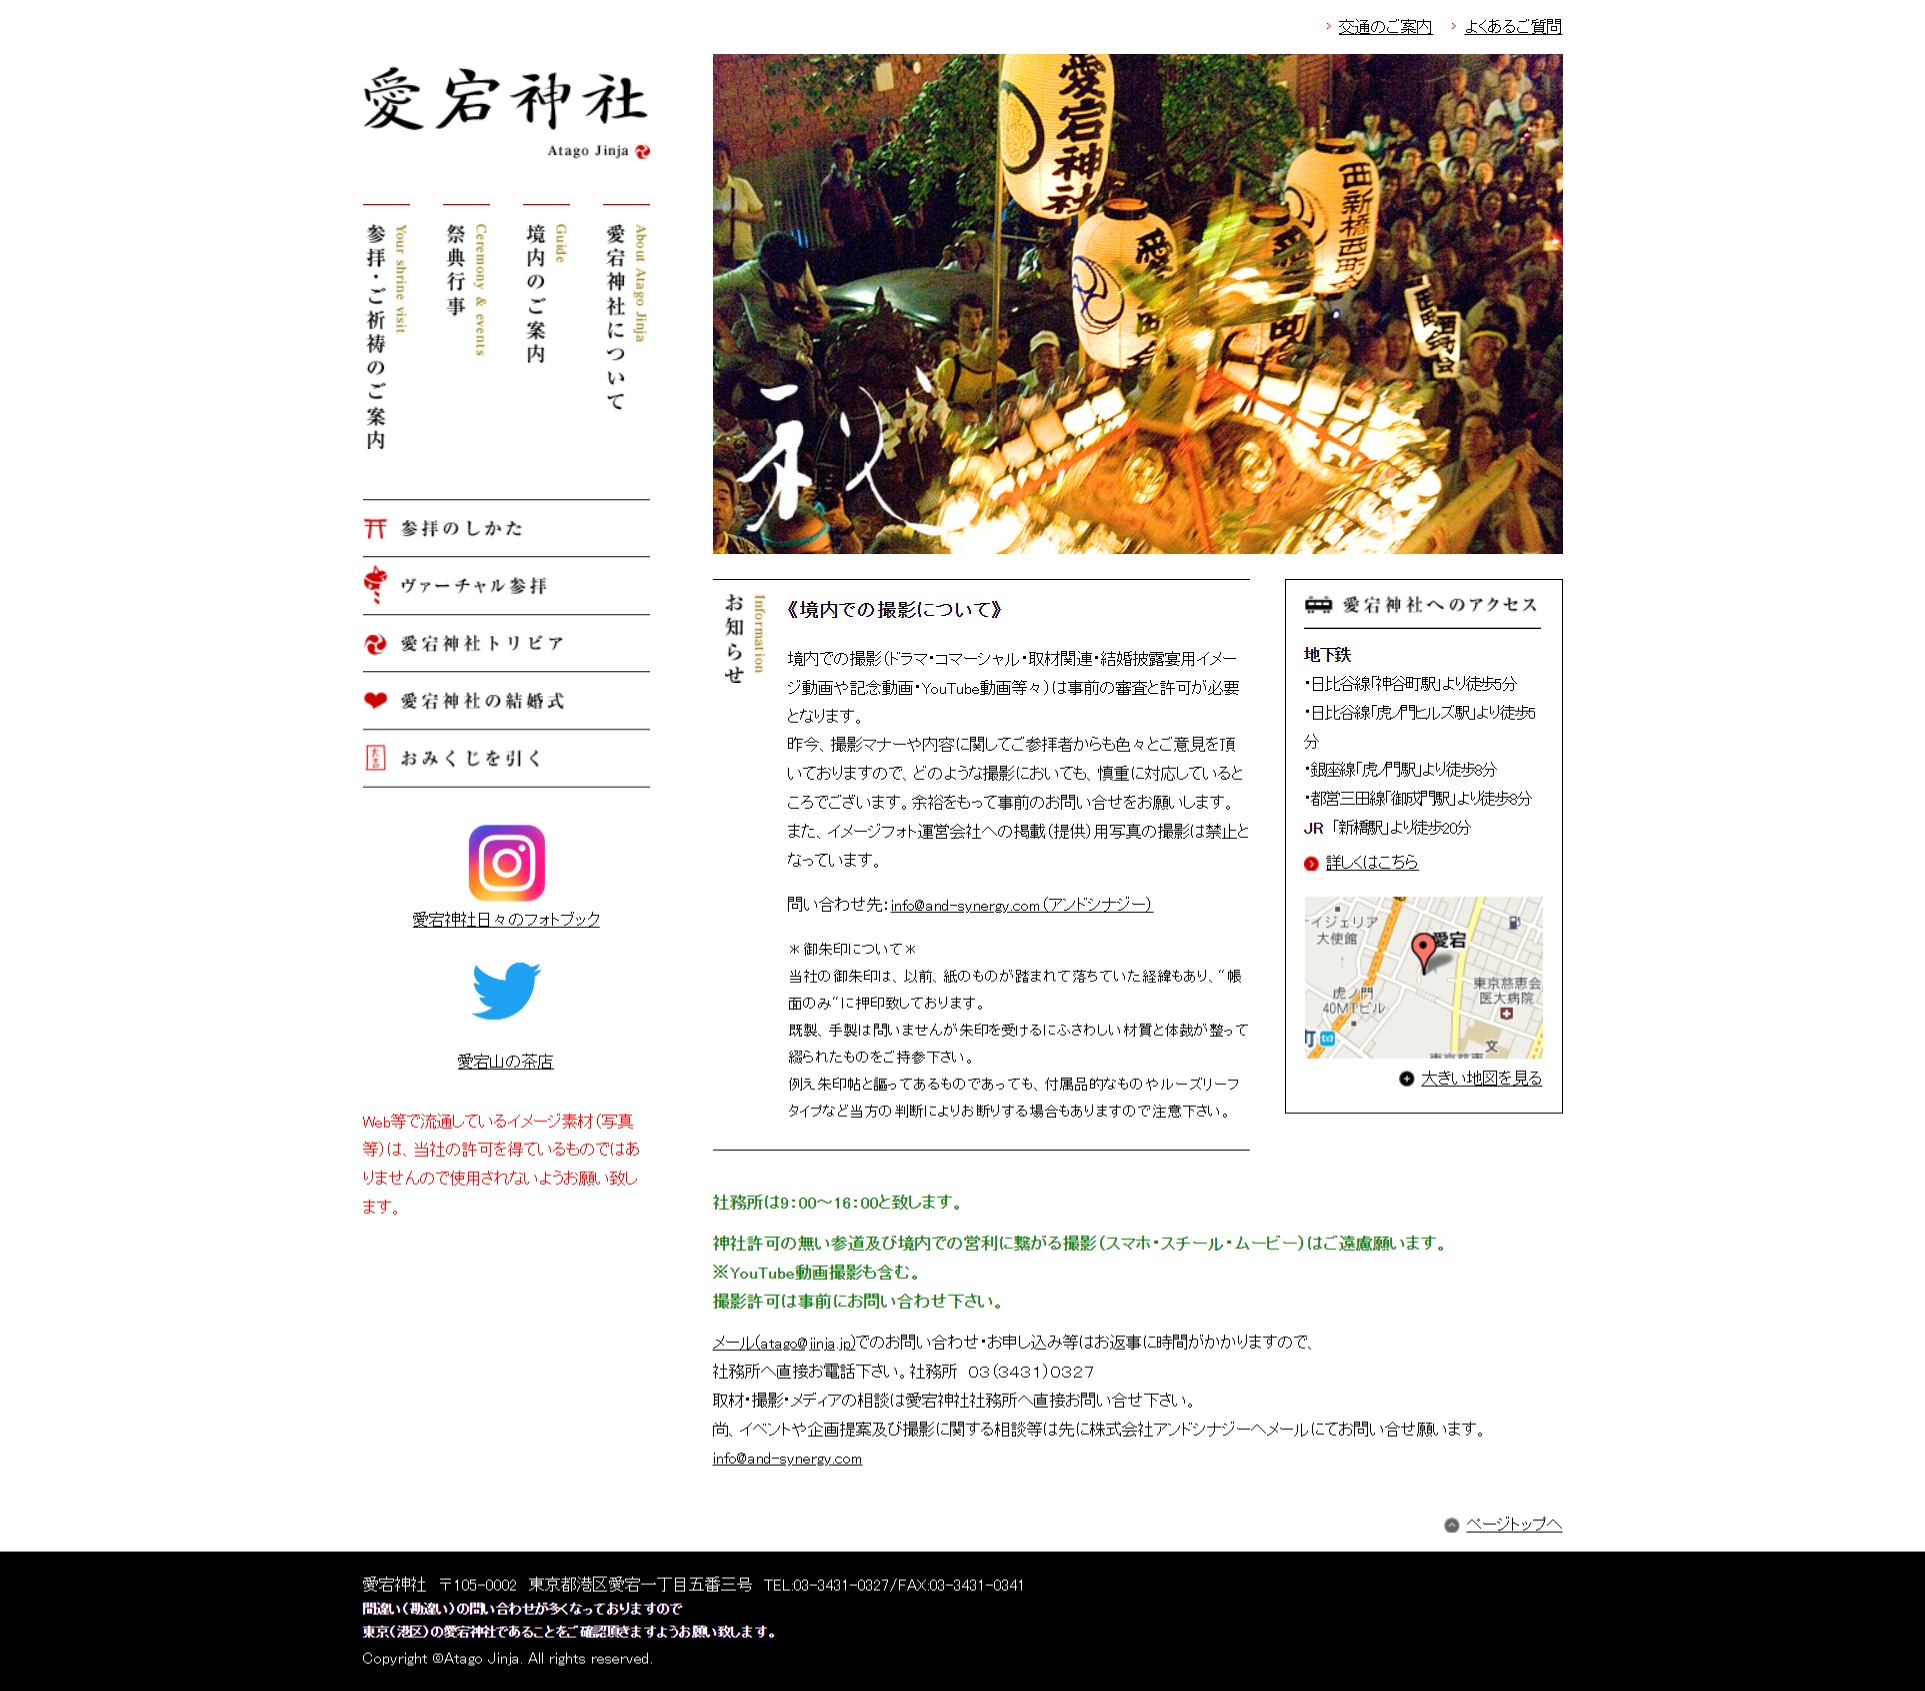 交通のご案内 よくあるご質問
愛宕神社
Atago Jinja
About Atago Jinja
愛宕神社について
Guide
境内のご案内
Ceremony & events
祭典行事
Your shrine visit
参拝・ご祈祷のご案内
参拝のしかた
ヴァーチャル参拝
愛宕神社トリビア
愛宕神社の結婚式
大吉
おみくじを引く
愛宕神社日々のフォトブック
愛宕山の茶店
Web等で流通しているイメージ素材（写真
等）は、当社の許可を得ているものではあ
りませんので使用されないようお願い致し
ます。
愛宕神社
西新橋西町
秋
Information
お知らせ
《境内での撮影について》
境内での撮影（ドラマ・コマーシャル・取材関連・結婚披露宴用イメー
ジ動画や記念動画・YouTube動画等々）は事前の審査と許可が必要
となります。
昨今、撮影マナーや内容に関してご参拝者からも色々とご意見を頂
いておりますので、どのような撮影においても、慎重に対応していると
ころでございます。余裕をもって事前のお問い合せをお願いします。
また、イメージフォト運営会社への掲載（提供）用写真の撮影は禁止と
なっています。
問い合わせ先：info@and-synergy.com（アンドシナジー）
＊御朱印について＊
当社の御朱印は、以前、紙のものが踏まれて落ちていた経緯もあり、“帳
面のみ“に押印致しております。
既製、手製は問いませんが朱印を受けるにふさわしい材質と体裁が整って
綴られたものをご持参下さい。
例え朱印帖と謳ってあるものであっても、付属品的なものやルーズリーフ
タイプなど当方の判断によりお断りする場合もありますので注意下さい。
愛宕神社へのアクセス
地下鉄
・日比谷線「神谷町駅」より徒歩5分
・日比谷線「虎ノ門ヒルズ駅」より徒歩5
分
・銀座線「虎ノ門駅」より徒歩8分
・都営三田線「御成門駅」より徒歩8分
JR 「新橋駅」より徒歩20分
詳しくはこちら
イジェリア
大使館
愛宕
虎ノ門
40MTビル
東京慈恵会
医大病院
町
文
東京慈恵
大きい地図を見る
社務所は9：00～16：00と致します。
神社許可の無い参道及び境内での営利に繋がる撮影（スマホ・スチール・ムービー）はご遠慮願います。
※YouTube動画撮影も含む。
撮影許可は事前にお問い合わせ下さい。
メール(atago@jinja.jp)でのお問い合わせ・お申し込み等はお返事に時間がかかりますので、
社務所へ直接お電話下さい。社務所　０３（３４３１）０３２７
取材・撮影・メディアの相談は愛宕神社社務所へ直接お問い合せ下さい。
尚、イベントや企画提案及び撮影に関する相談等は先に株式会社アンドシナジーへメールにてお問い合せ願います。
info@and-synergy.com
ページトップへ
愛宕神社　〒105-0002　東京都港区愛宕一丁目五番三号　TEL:03-3431-0327/FAX:03-3431-0341
間違い（勘違い）の問い合わせが多くなっておりますので
東京（港区）の愛宕神社であることをご確認頂きますようお願い致します。
Copyright ©Atago Jinja. All rights reserved.